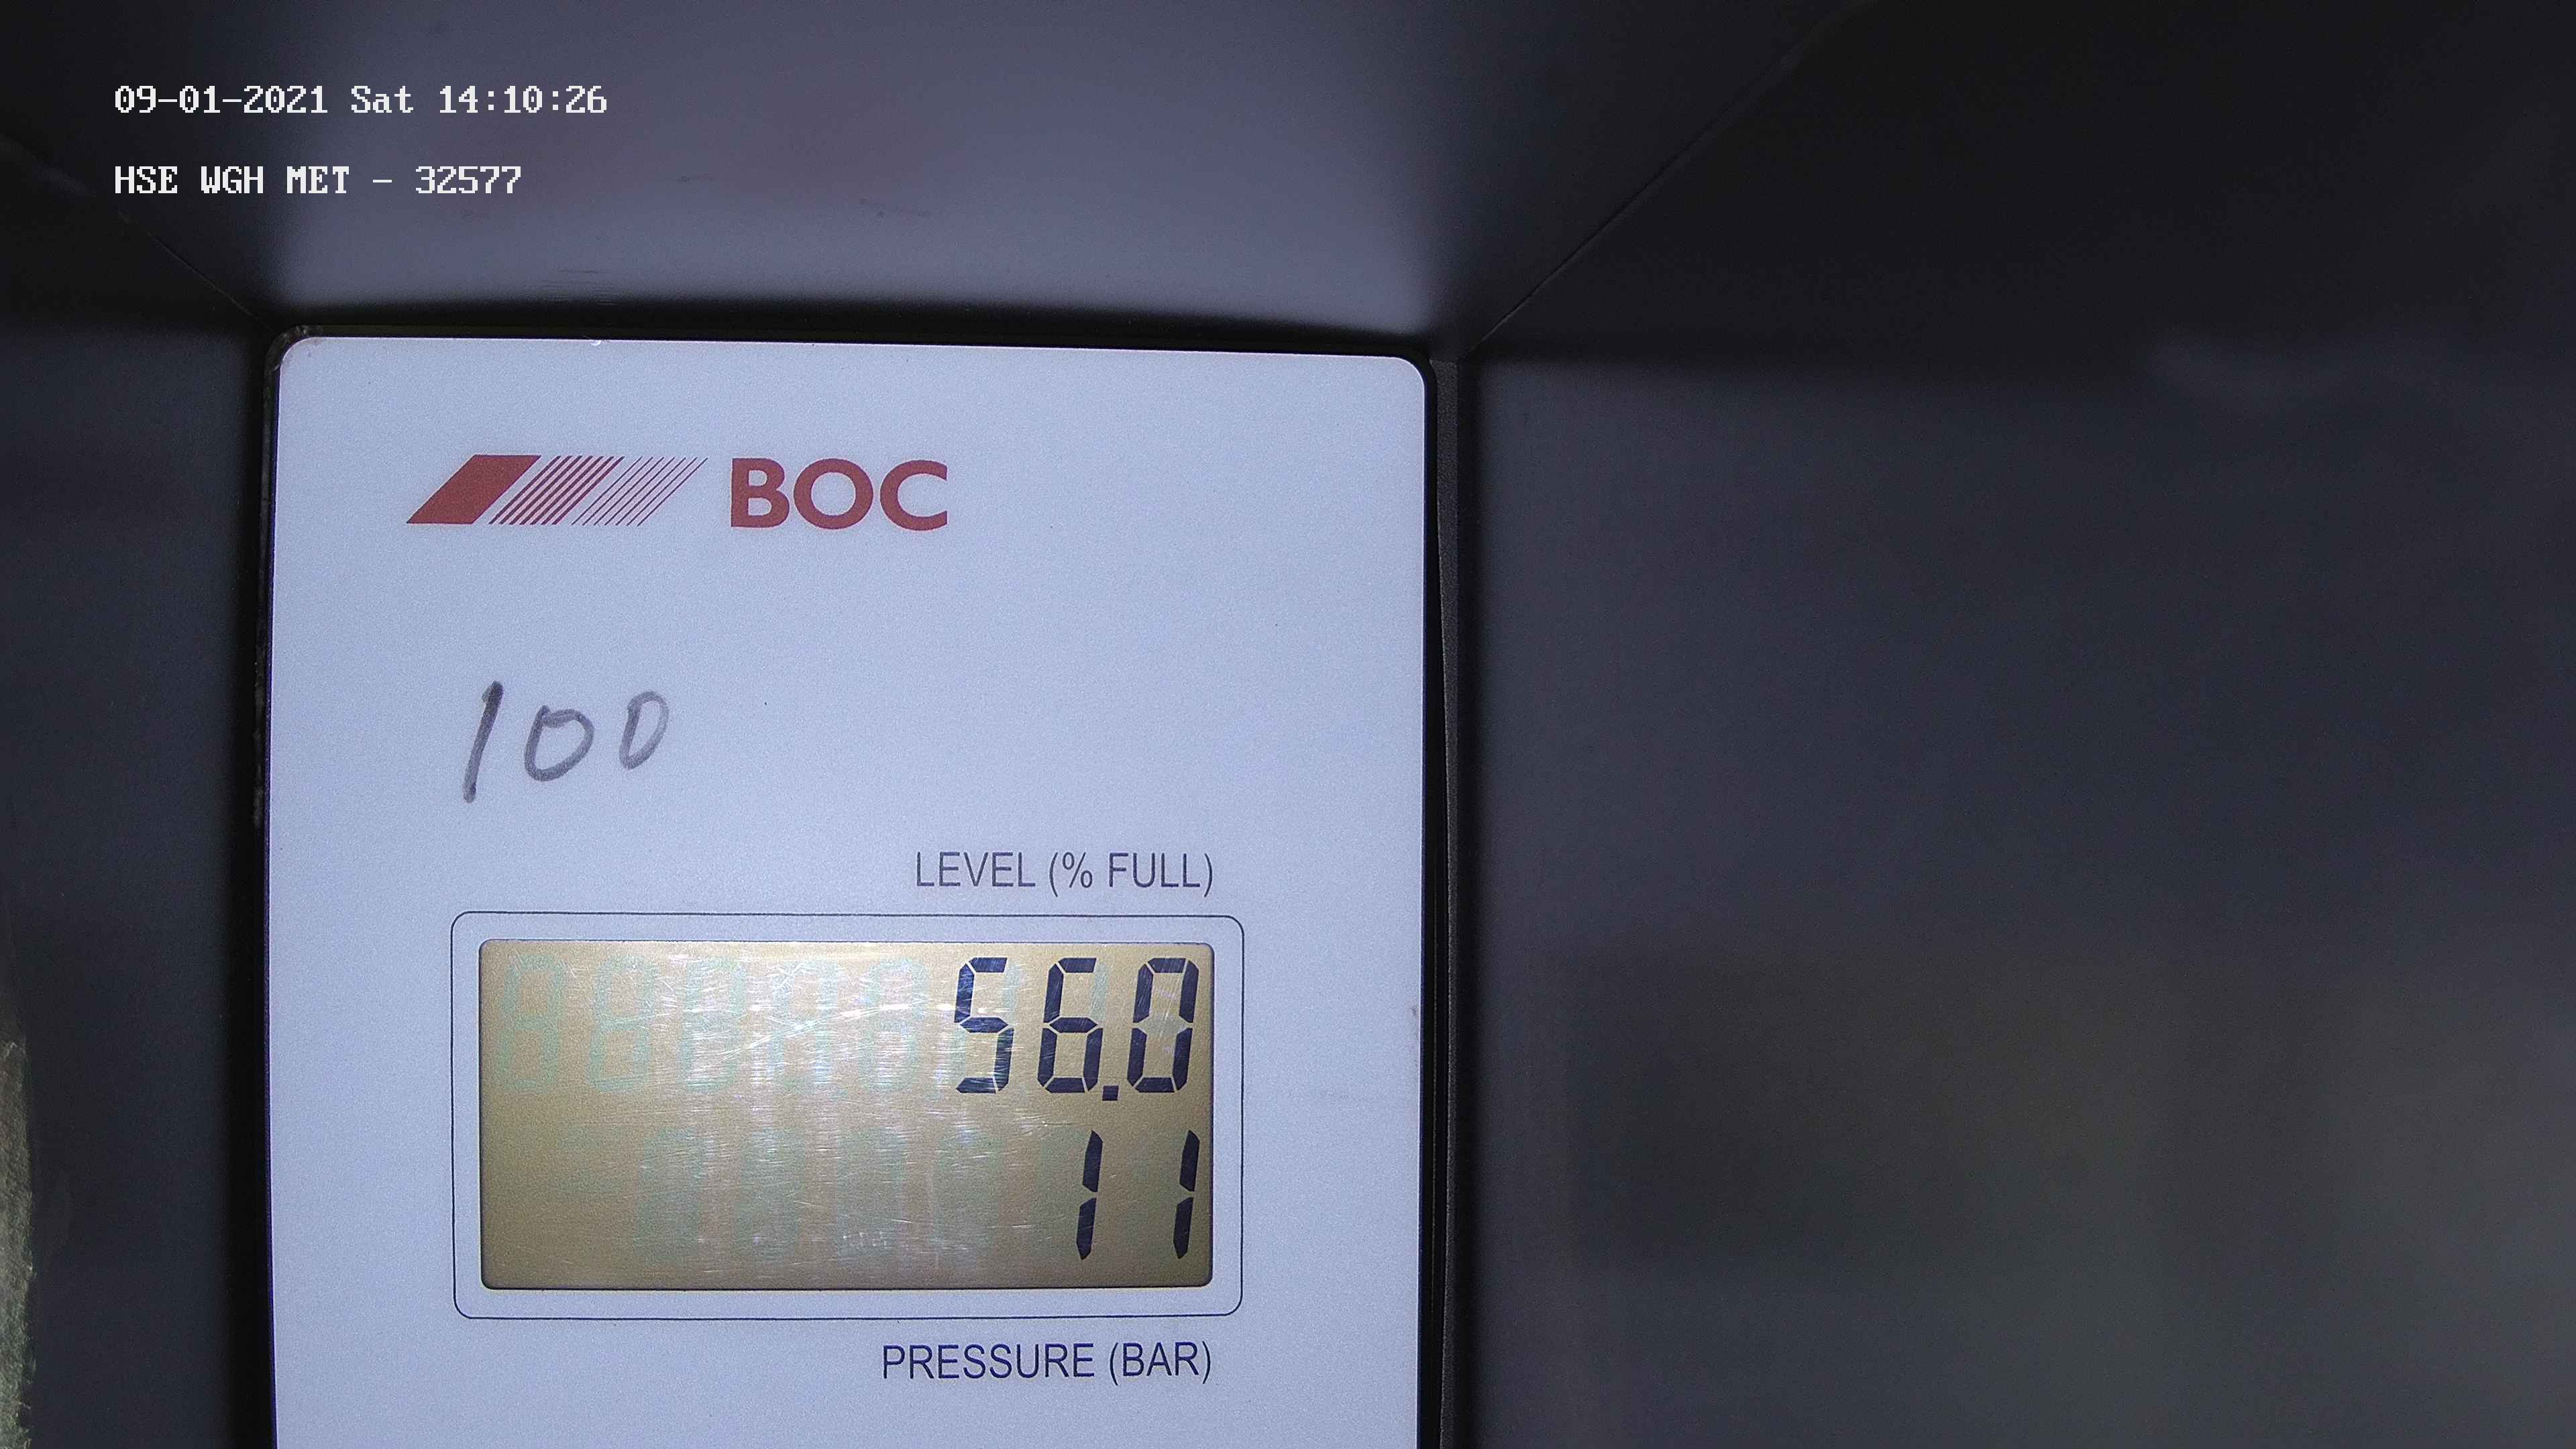 09-01-2021 Sat 14:10:26
HSE WGH MET - 32577
BOC
100
LEVEL (% FULL)
56.0
11
PRESSURE (BAR)